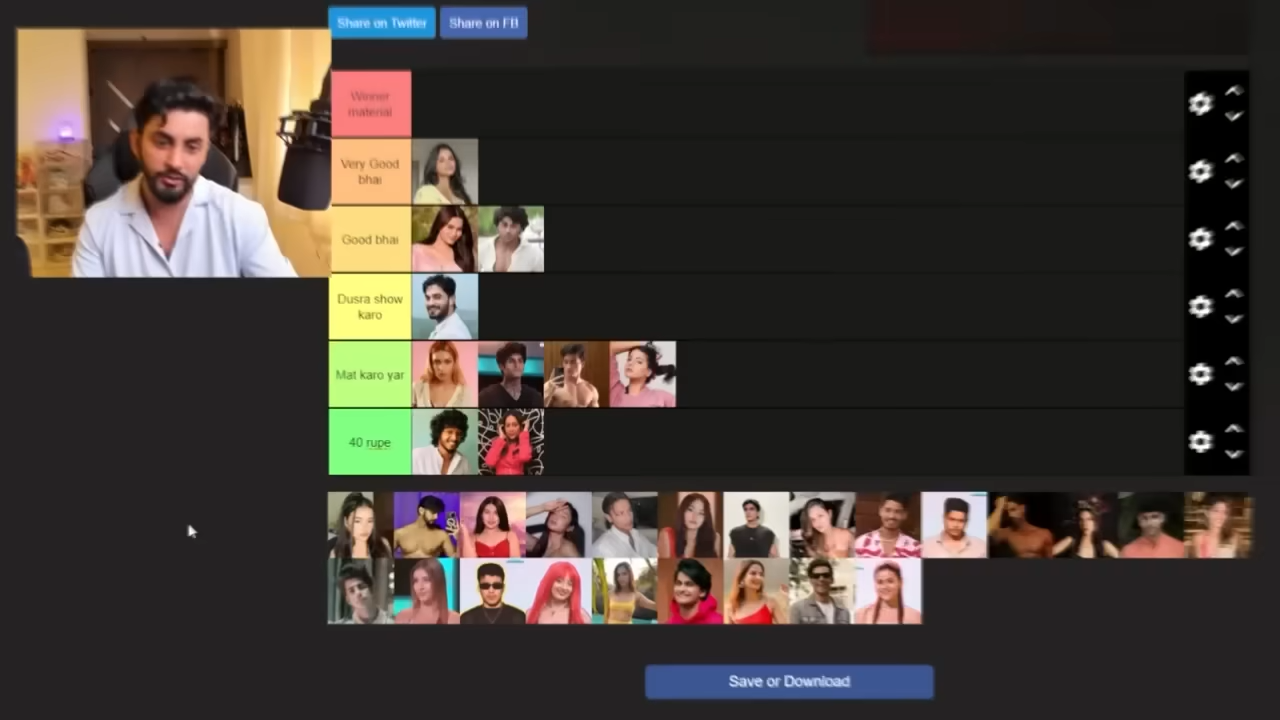 Share on Twitter
Share on FB
Winner
material
Very Good
bhai
Good bhai
Dusra show
karo
Mat karo yar
40 rupe
Save or Download